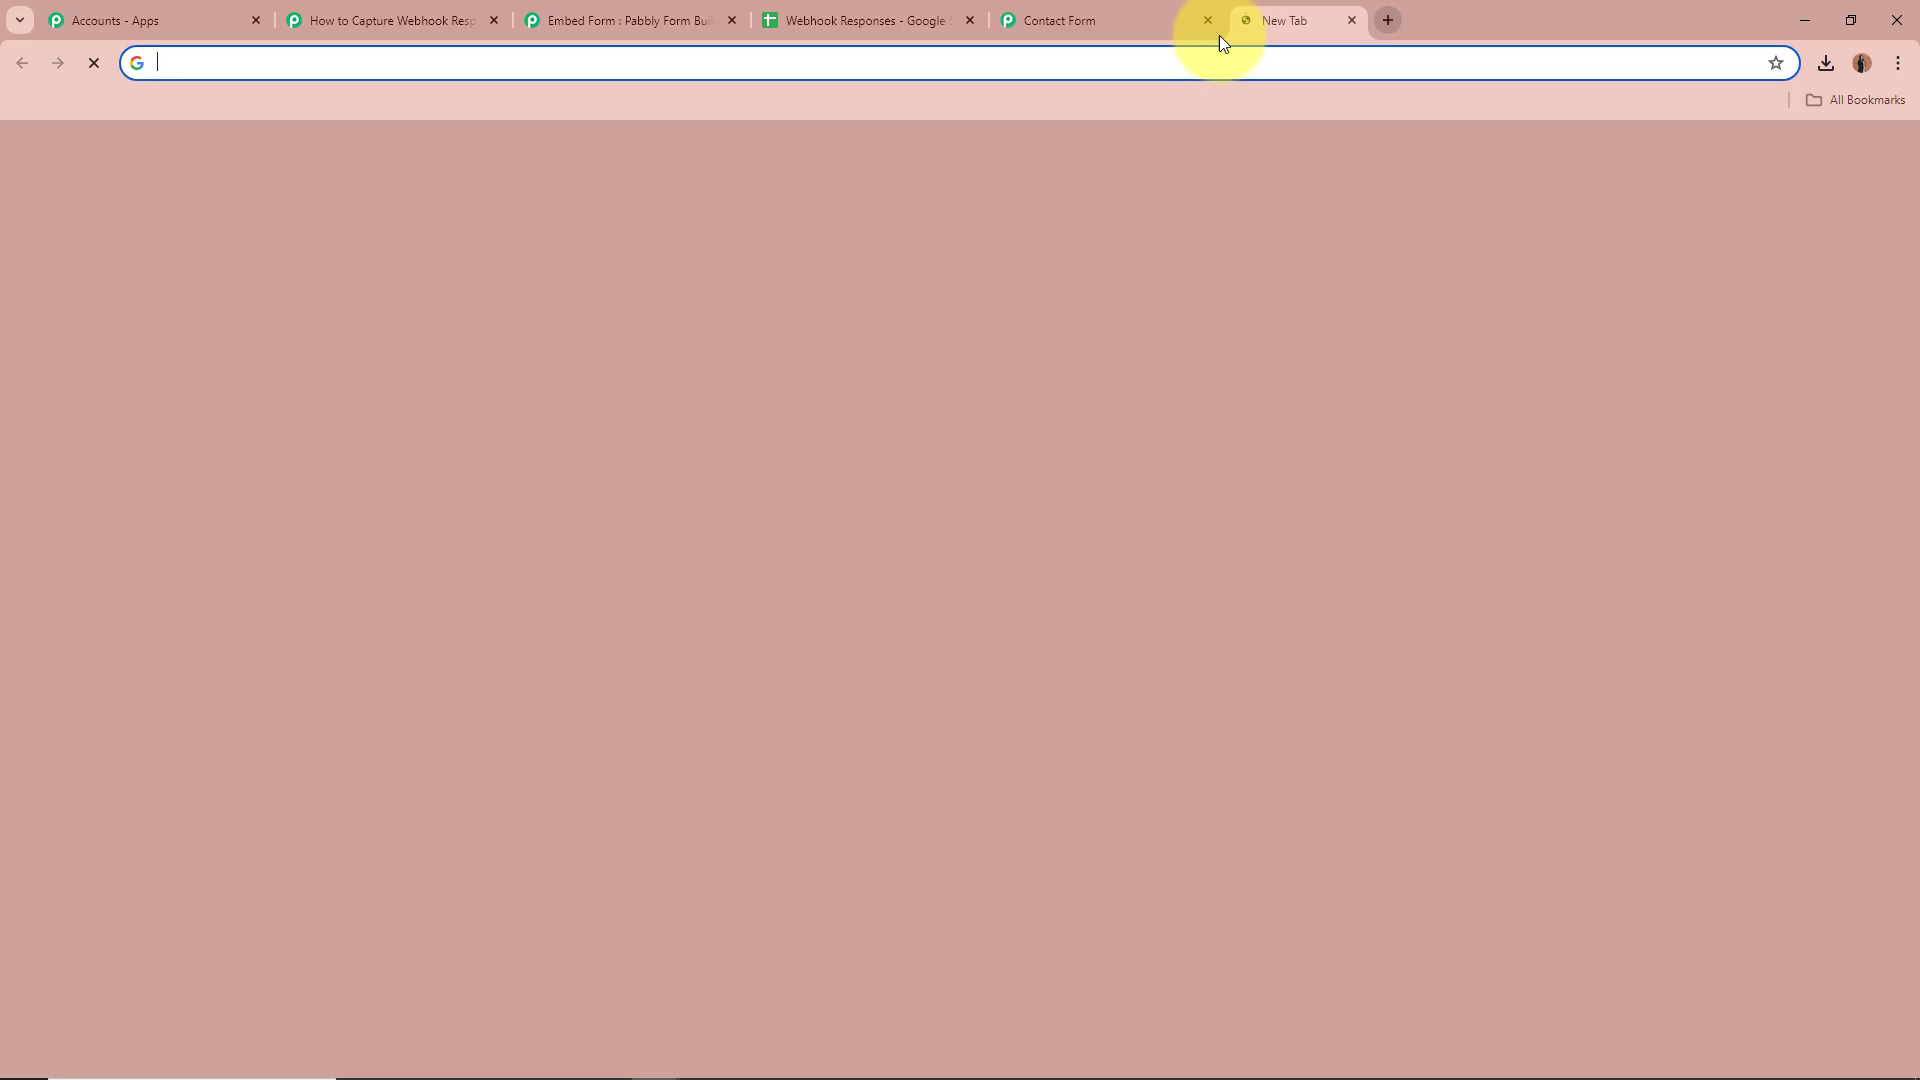 Accounts - Apps
How to Capture Webhook Resp
Embed Form : Pabbly Form Buil
Webhook Responses - Google
Contact Form
New Tab
All Bookmarks